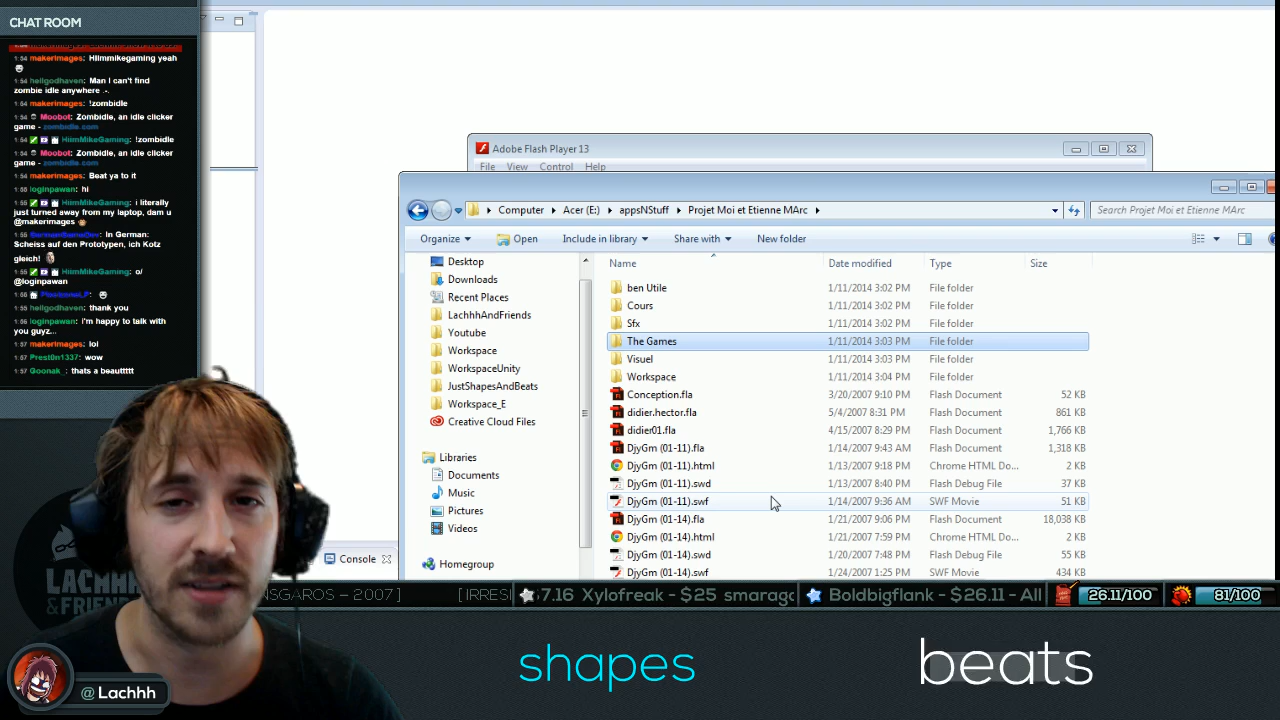 CHAT ROOM
1:54 makerimages: HIImmikegaming yeah
1:54 hellgodhaven: Man I can't find
zombie idle anywhere .-.
1:54 makerimages: !zombidle
1:54 Moobot: Zombidle, an idle clicker
game - zombidle.com
1:54 HiimMikeGaming: !zombidle
1:54 Moobot: Zombidle, an idle clicker
game - zombidle.com
1:54 makerimages: Beat ya to it
1:55 loginpawan: hi
1:55 HiimMikeGaming: i literally
just turned away from my laptop, dam u
@makerimages
In German:
Scheiss auf den Prototypen, ich Kotz
gleich!
1:55 HiimMikeGaming: o/
@loginpawan
1:56
1:56 hellgodhaven: thank you
1:56 loginpawan: i'm happy to talk with
you guyz...
1:57 makerimages: lol
1:57 Prest0n1337: wow
1:57 Goonak_: thats a beauttttt
Adobe Flash Player 13
File View Control Help
Computer Acer (E:) appsNStuff Projet Moi et Etienne MArc
Search Projet Moi et Etienne MArc
Organize Open Include in library Share with New folder
Desktop
Downloads
Recent Places
LachhhAndFriends
Youtube
Workspace
WorkspaceUnity
JustShapesAndBeats
Workspace_E
Creative Cloud Files
Libraries
Documents
Music
Pictures
Videos
Homegroup
Name Date modified Type Size
ben Utile 1/11/2014 3:02 PM File folder
Cours 1/11/2014 3:02 PM File folder
Sfx 1/11/2014 3:02 PM File folder
The Games 1/11/2014 3:03 PM File folder
Visuel 1/11/2014 3:03 PM File folder
Workspace 1/11/2014 3:04 PM File folder
Conception.fla 3/20/2007 9:10 PM Flash Document 52 KB
didier.hector.fla 5/4/2007 8:31 PM Flash Document 861 KB
didier01.fla 4/15/2007 8:29 PM Flash Document 1,766 KB
DjyGm (01-11).fla 1/14/2007 9:43 AM Flash Document 1,318 KB
DjyGm (01-11).html 1/13/2007 9:18 PM Chrome HTML Do... 2 KB
DjyGm (01-11).swd 1/13/2007 8:40 PM Flash Debug File 37 KB
DjyGm (01-11).swf 1/14/2007 9:36 AM SWF Movie 51 KB
DjyGm (01-14).fla 1/21/2007 9:06 PM Flash Document 18,038 KB
DjyGm (01-14).html 1/21/2007 7:59 PM Chrome HTML Do... 2 KB
DjyGm (01-14).swd 1/20/2007 7:48 PM Flash Debug File 55 KB
DjyGm (01-14).swf 1/24/2007 1:25 PM SWF Movie 434 KB
Console
LACHHH
& FRIENDS
NSGAROS – 2007 ] [ IRRES
7.16 Xylofreak - $25 smarag
Boldbigflank - $26.11 - All
26.11/100
81/100
shapes beats
@ Lachhh